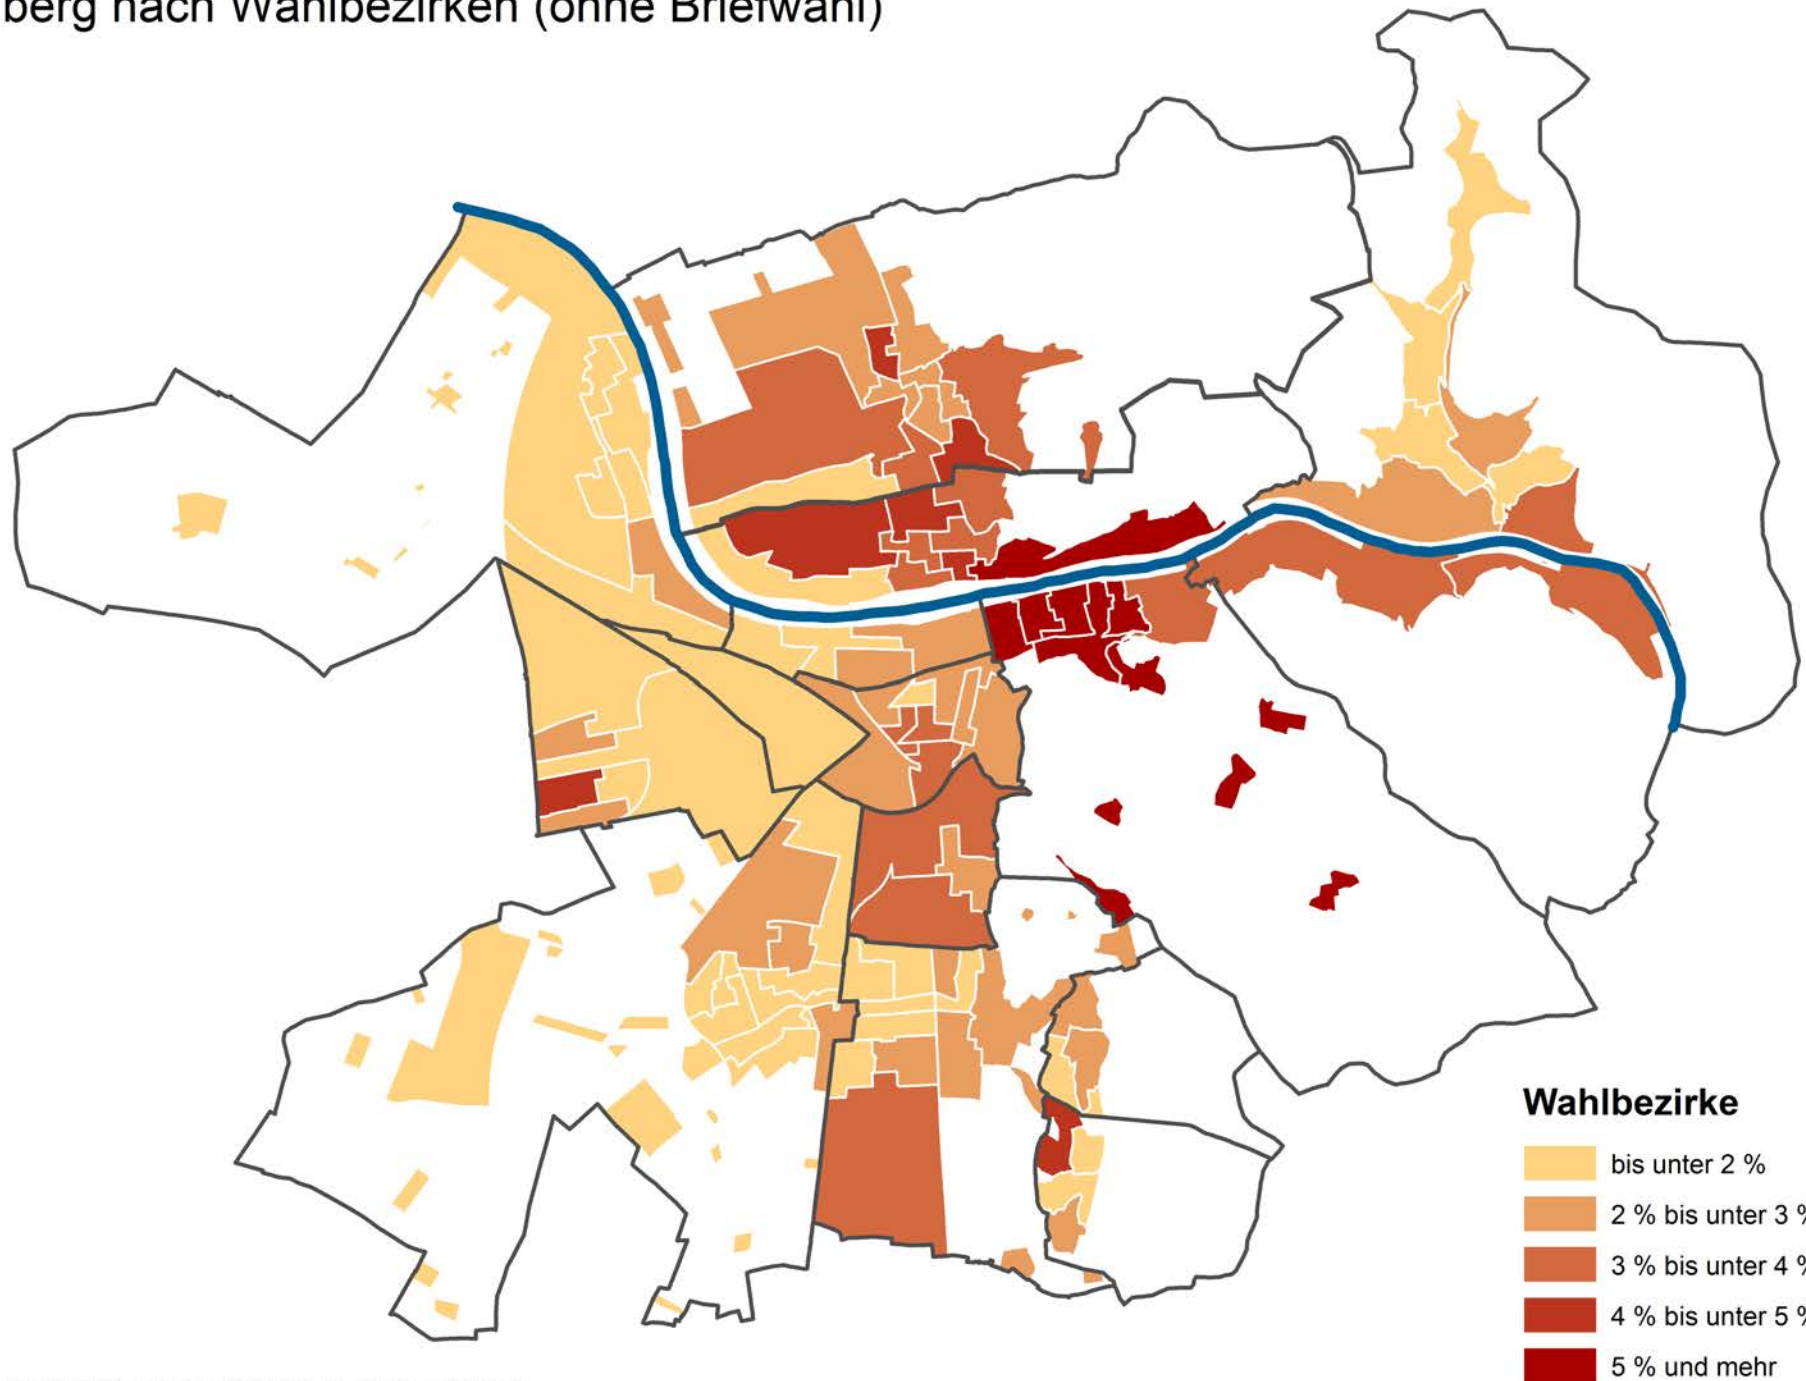 berg nach Wahlbezirken (ohne Briefwahl)
Wahlbezirke
bis unter 2 %
2 % bis unter 3 %
3 % bis unter 4 %
4 % bis unter 5 %
5 % und mehr